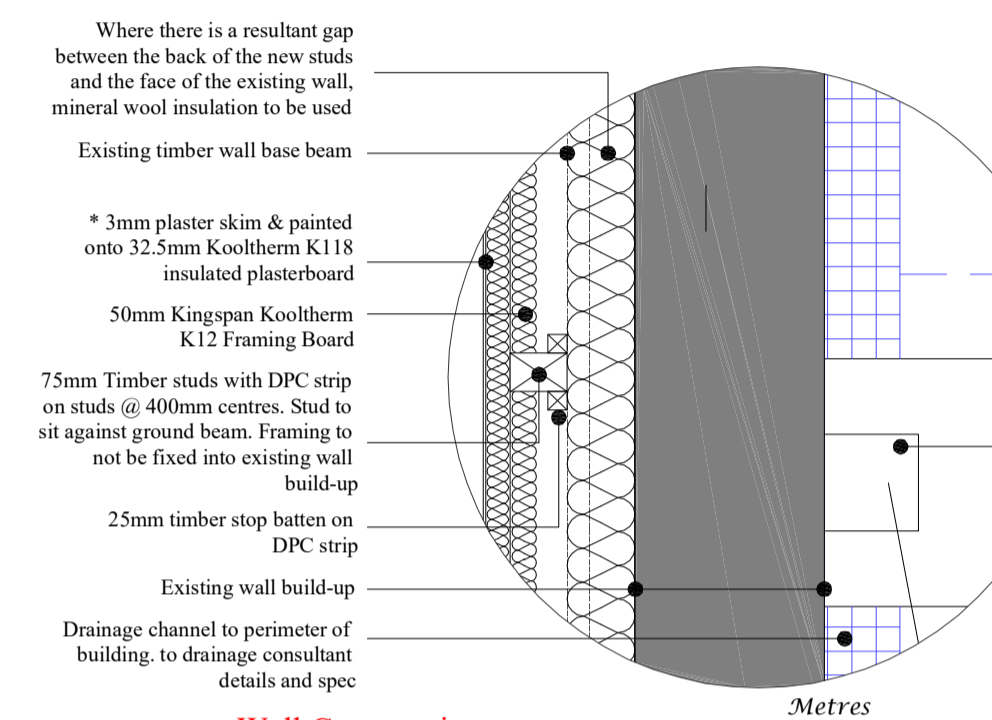 Where there is a resultant gap
between the back of the new studs
and the face of the existing wall,
mineral wool insulation to be used
Existing timber wall base beam
* 3mm plaster skim & painted
onto 32.5mm Kooltherm K118
insulated plasterboard
50mm Kingspan Kooltherm
K12 Framing Board
75mm Timber studs with DPC strip
on studs @ 400mm centres. Stud to
sit against ground beam. Framing to
not be fixed into existing wall
build-up
25mm timber stop batten on
DPC strip
Existing wall build-up
Drainage channel to perimeter of
building. to drainage consultant
details and spec
Metres